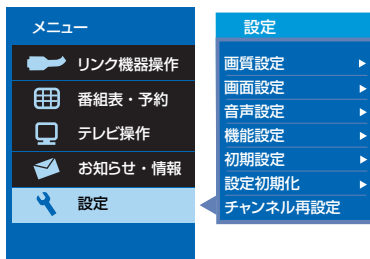 メニュー
リンク機器操作
番組表・予約
テレビ操作
お知らせ・情報
設定
設定
画質設定
画面設定
音声設定
機能設定
初期設定
設定初期化
チャンネル再設定